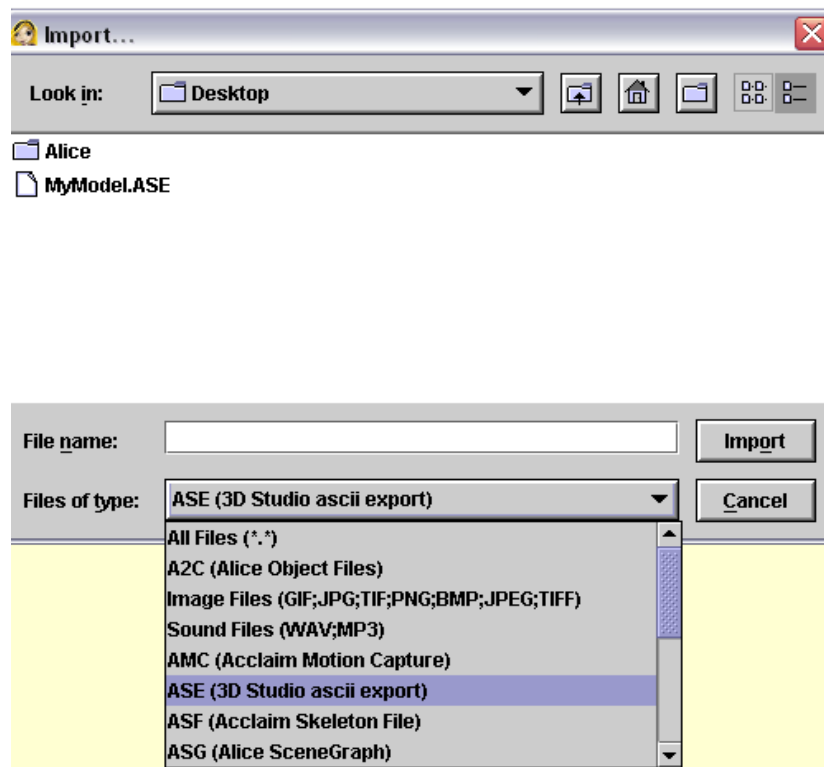 Import...
Look in: Desktop
Alice
MyModel.ASE
File name: Import
Files of type: ASE (3D Studio ascii export) Cancel
All Files (*.*)
A2C (Alice Object Files)
Image Files (GIF;JPG;TIF;PNG;BMP;JPEG;TIFF)
Sound Files (WAV;MP3)
AMC (Acclaim Motion Capture)
ASE (3D Studio ascii export)
ASF (Acclaim Skeleton File)
ASG (Alice SceneGraph)